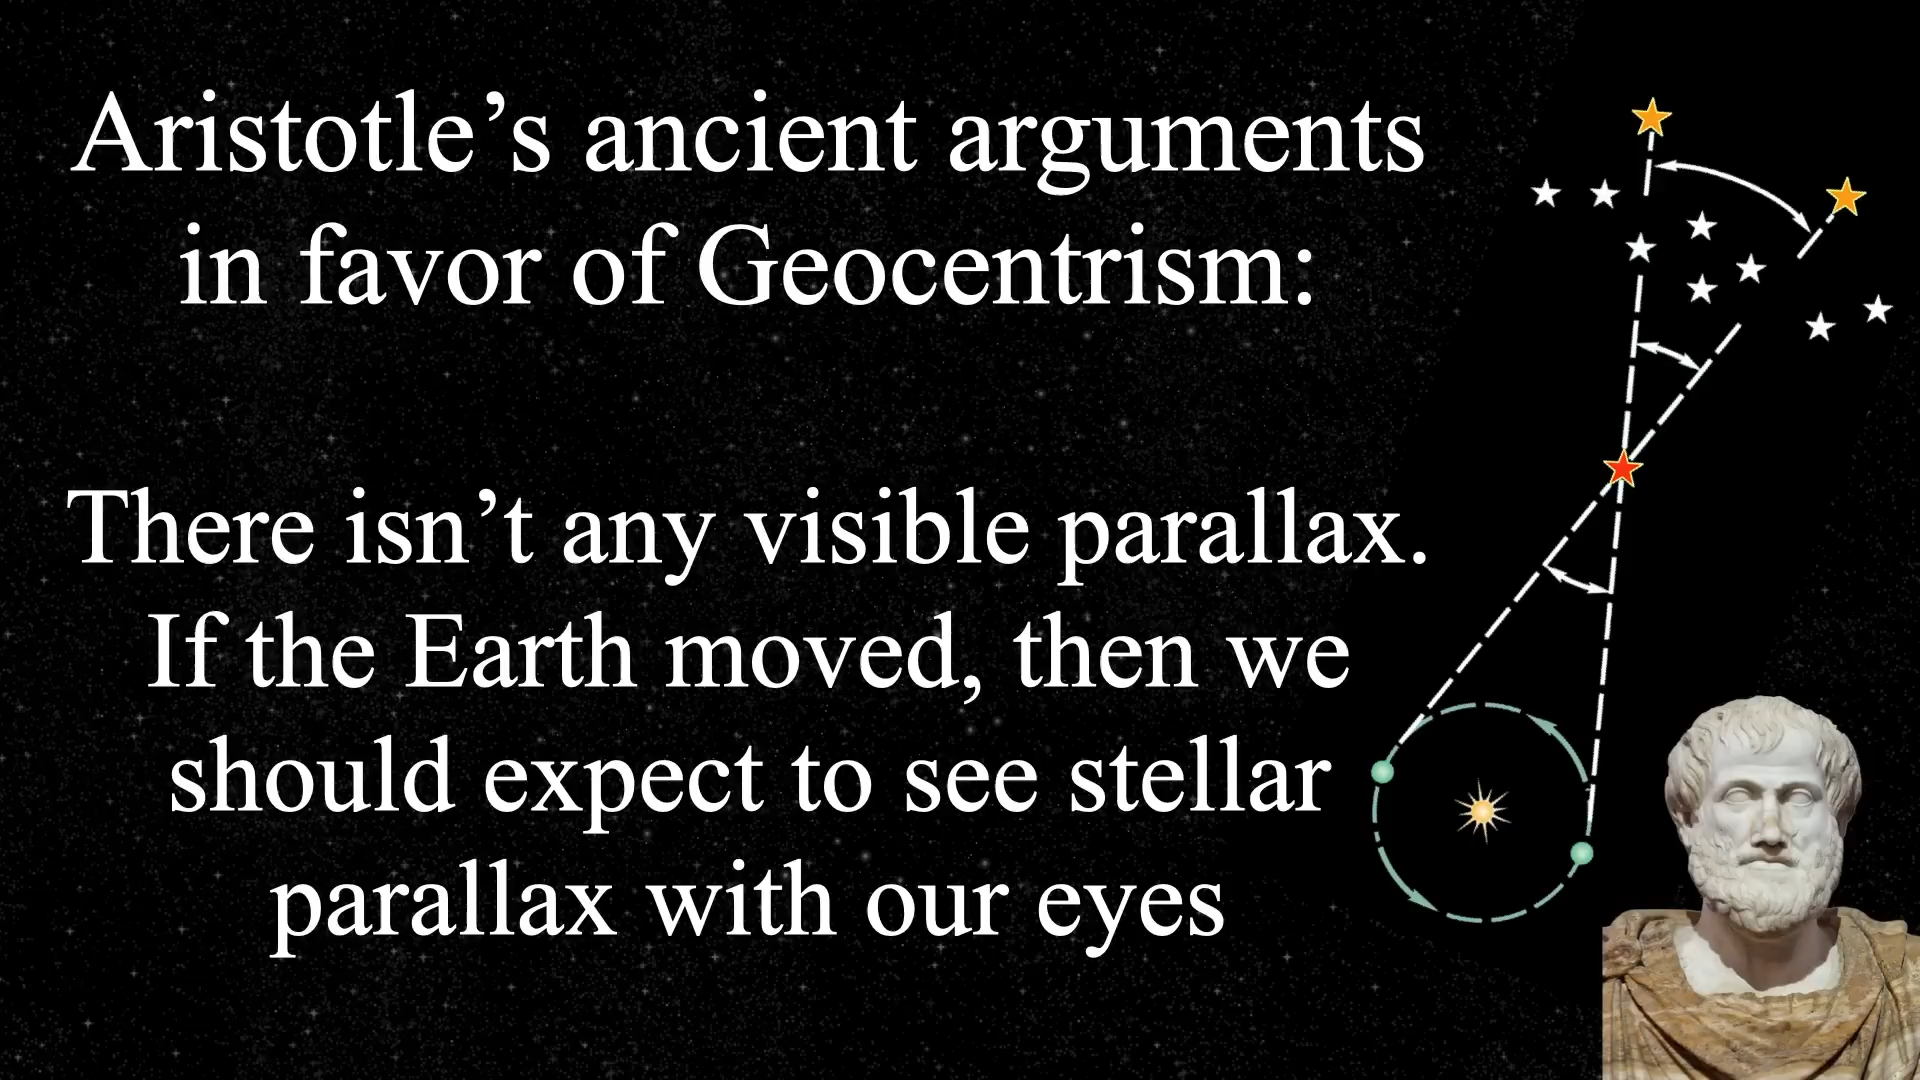 Aristotle’s ancient arguments
in favor of Geocentrism:
There isn’t any visible parallax.
If the Earth moved, then we
should expect to see stellar
parallax with our eyes